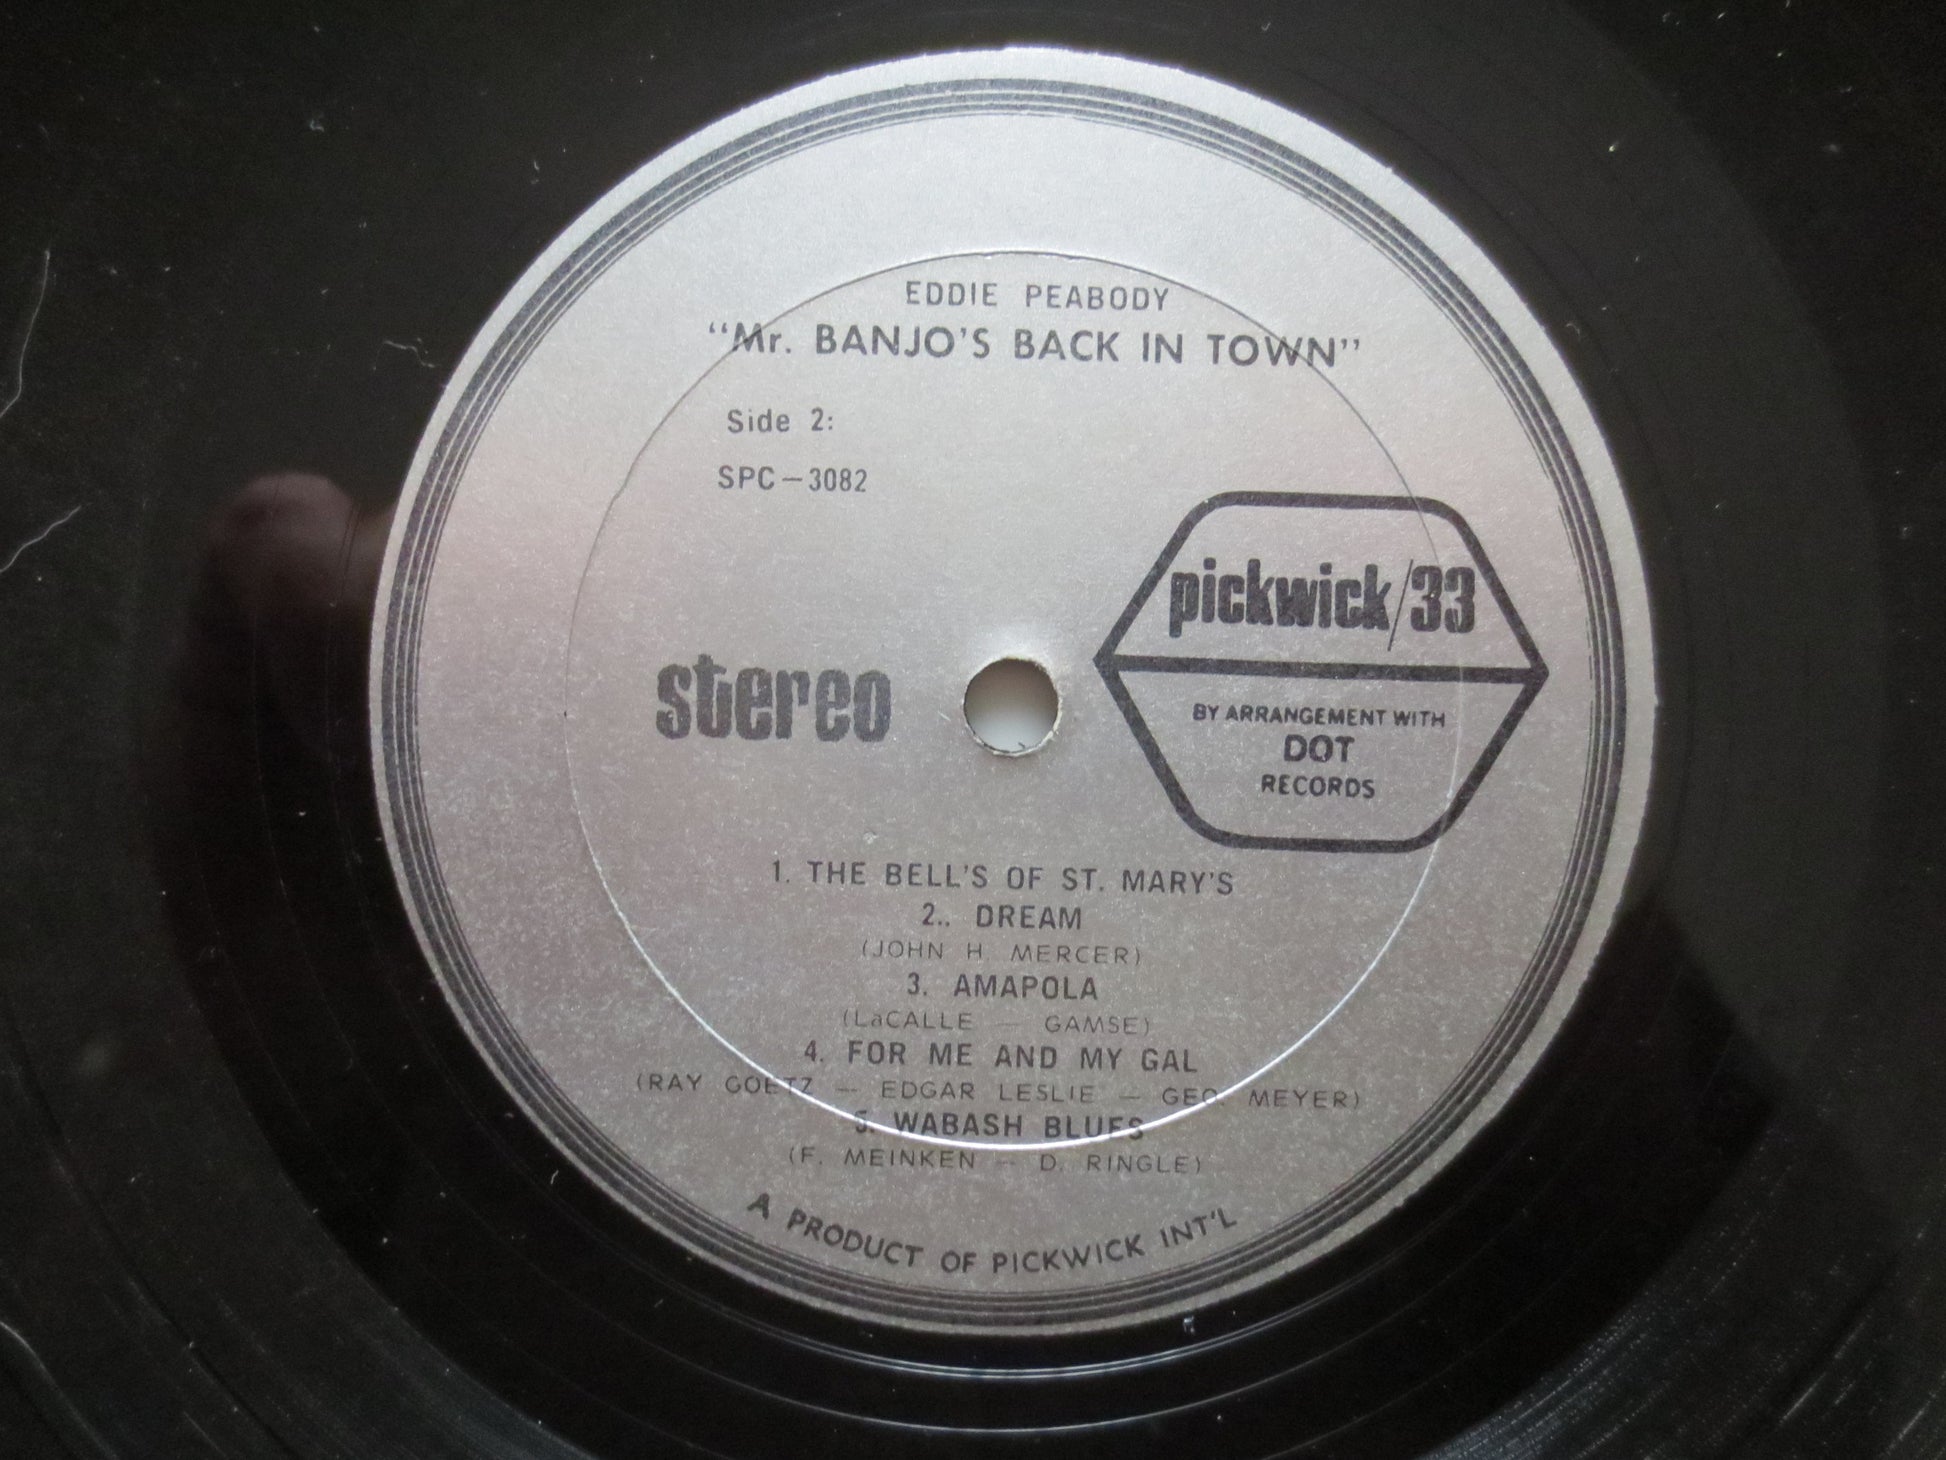 EDDIE PEABODY
"Mr. BANJO'S BACK IN TOWN"
Side 2:
SPC-3082
pickwick/33
stereo
BY ARRANGEMENT WITH
DOT
RECORDS
1. THE BELL'S OF ST. MARY'S
2.. DREAM
(JOHN H. MERCER)
3. AMAPOLA
(LaCALLE - GAMSE)
4. FOR ME AND MY GAL
(RAY GOETZ - EDGAR LESLIE - GEO. MEYER)
5. WABASH BLUES
(F. MEINKEN - D. RINGLE)
A PRODUCT OF PICKWICK INT'L